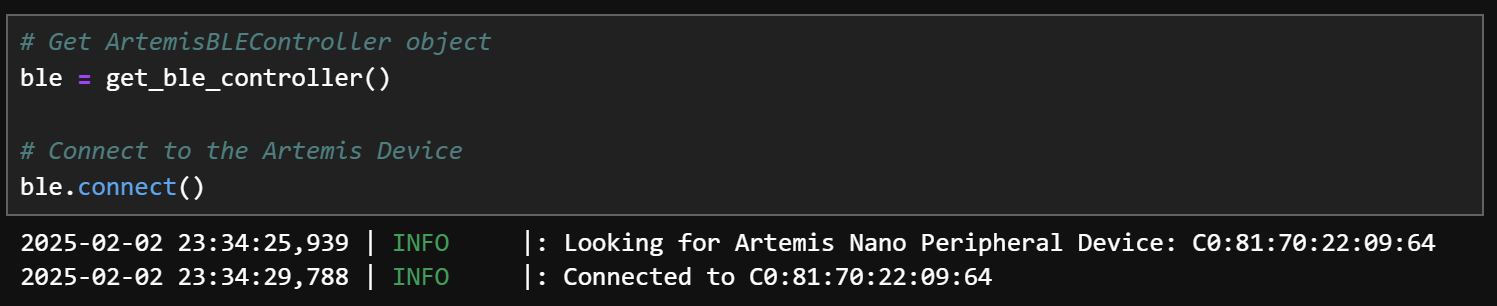 # Get ArtemisBLEController object
ble = get_ble_controller()
# Connect to the Artemis Device
ble.connect()
2025-02-02 23:34:25,939 | INFO     |: Looking for Artemis Nano Peripheral Device: C0:81:70:22:09:64
2025-02-02 23:34:29,788 | INFO     |: Connected to C0:81:70:22:09:64